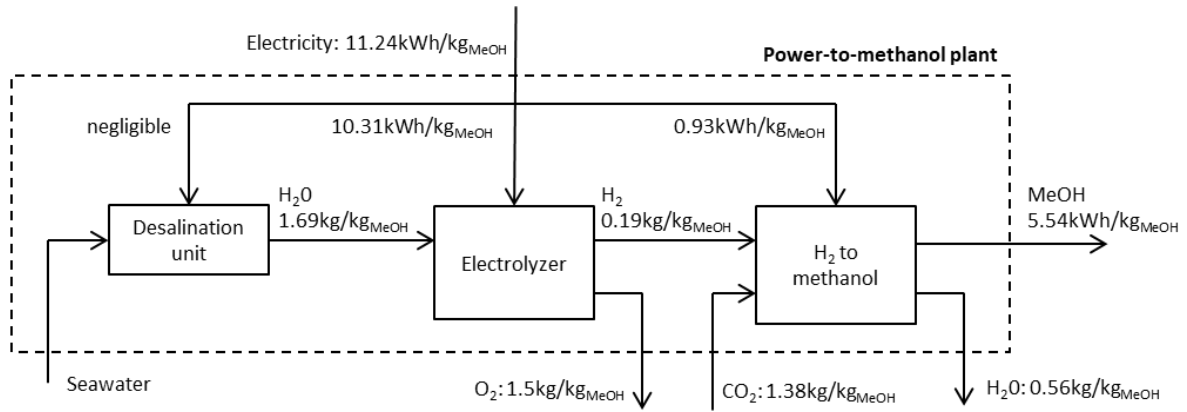 Electricity: 11.24kWh/kgMeOH
Power-to-methanol plant
negligible
10.31kWh/kgMeOH
0.93kWh/kgMeOH
H20
1.69kg/kgMeOH
H2
0.19kg/kgMeOH
MeOH
5.54kWh/kgMeOH
Desalination
unit
Electrolyzer
H2 to
methanol
Seawater
O2: 1.5kg/kgMeOH
CO2: 1.38kg/kgMeOH
H20: 0.56kg/kgMeOH